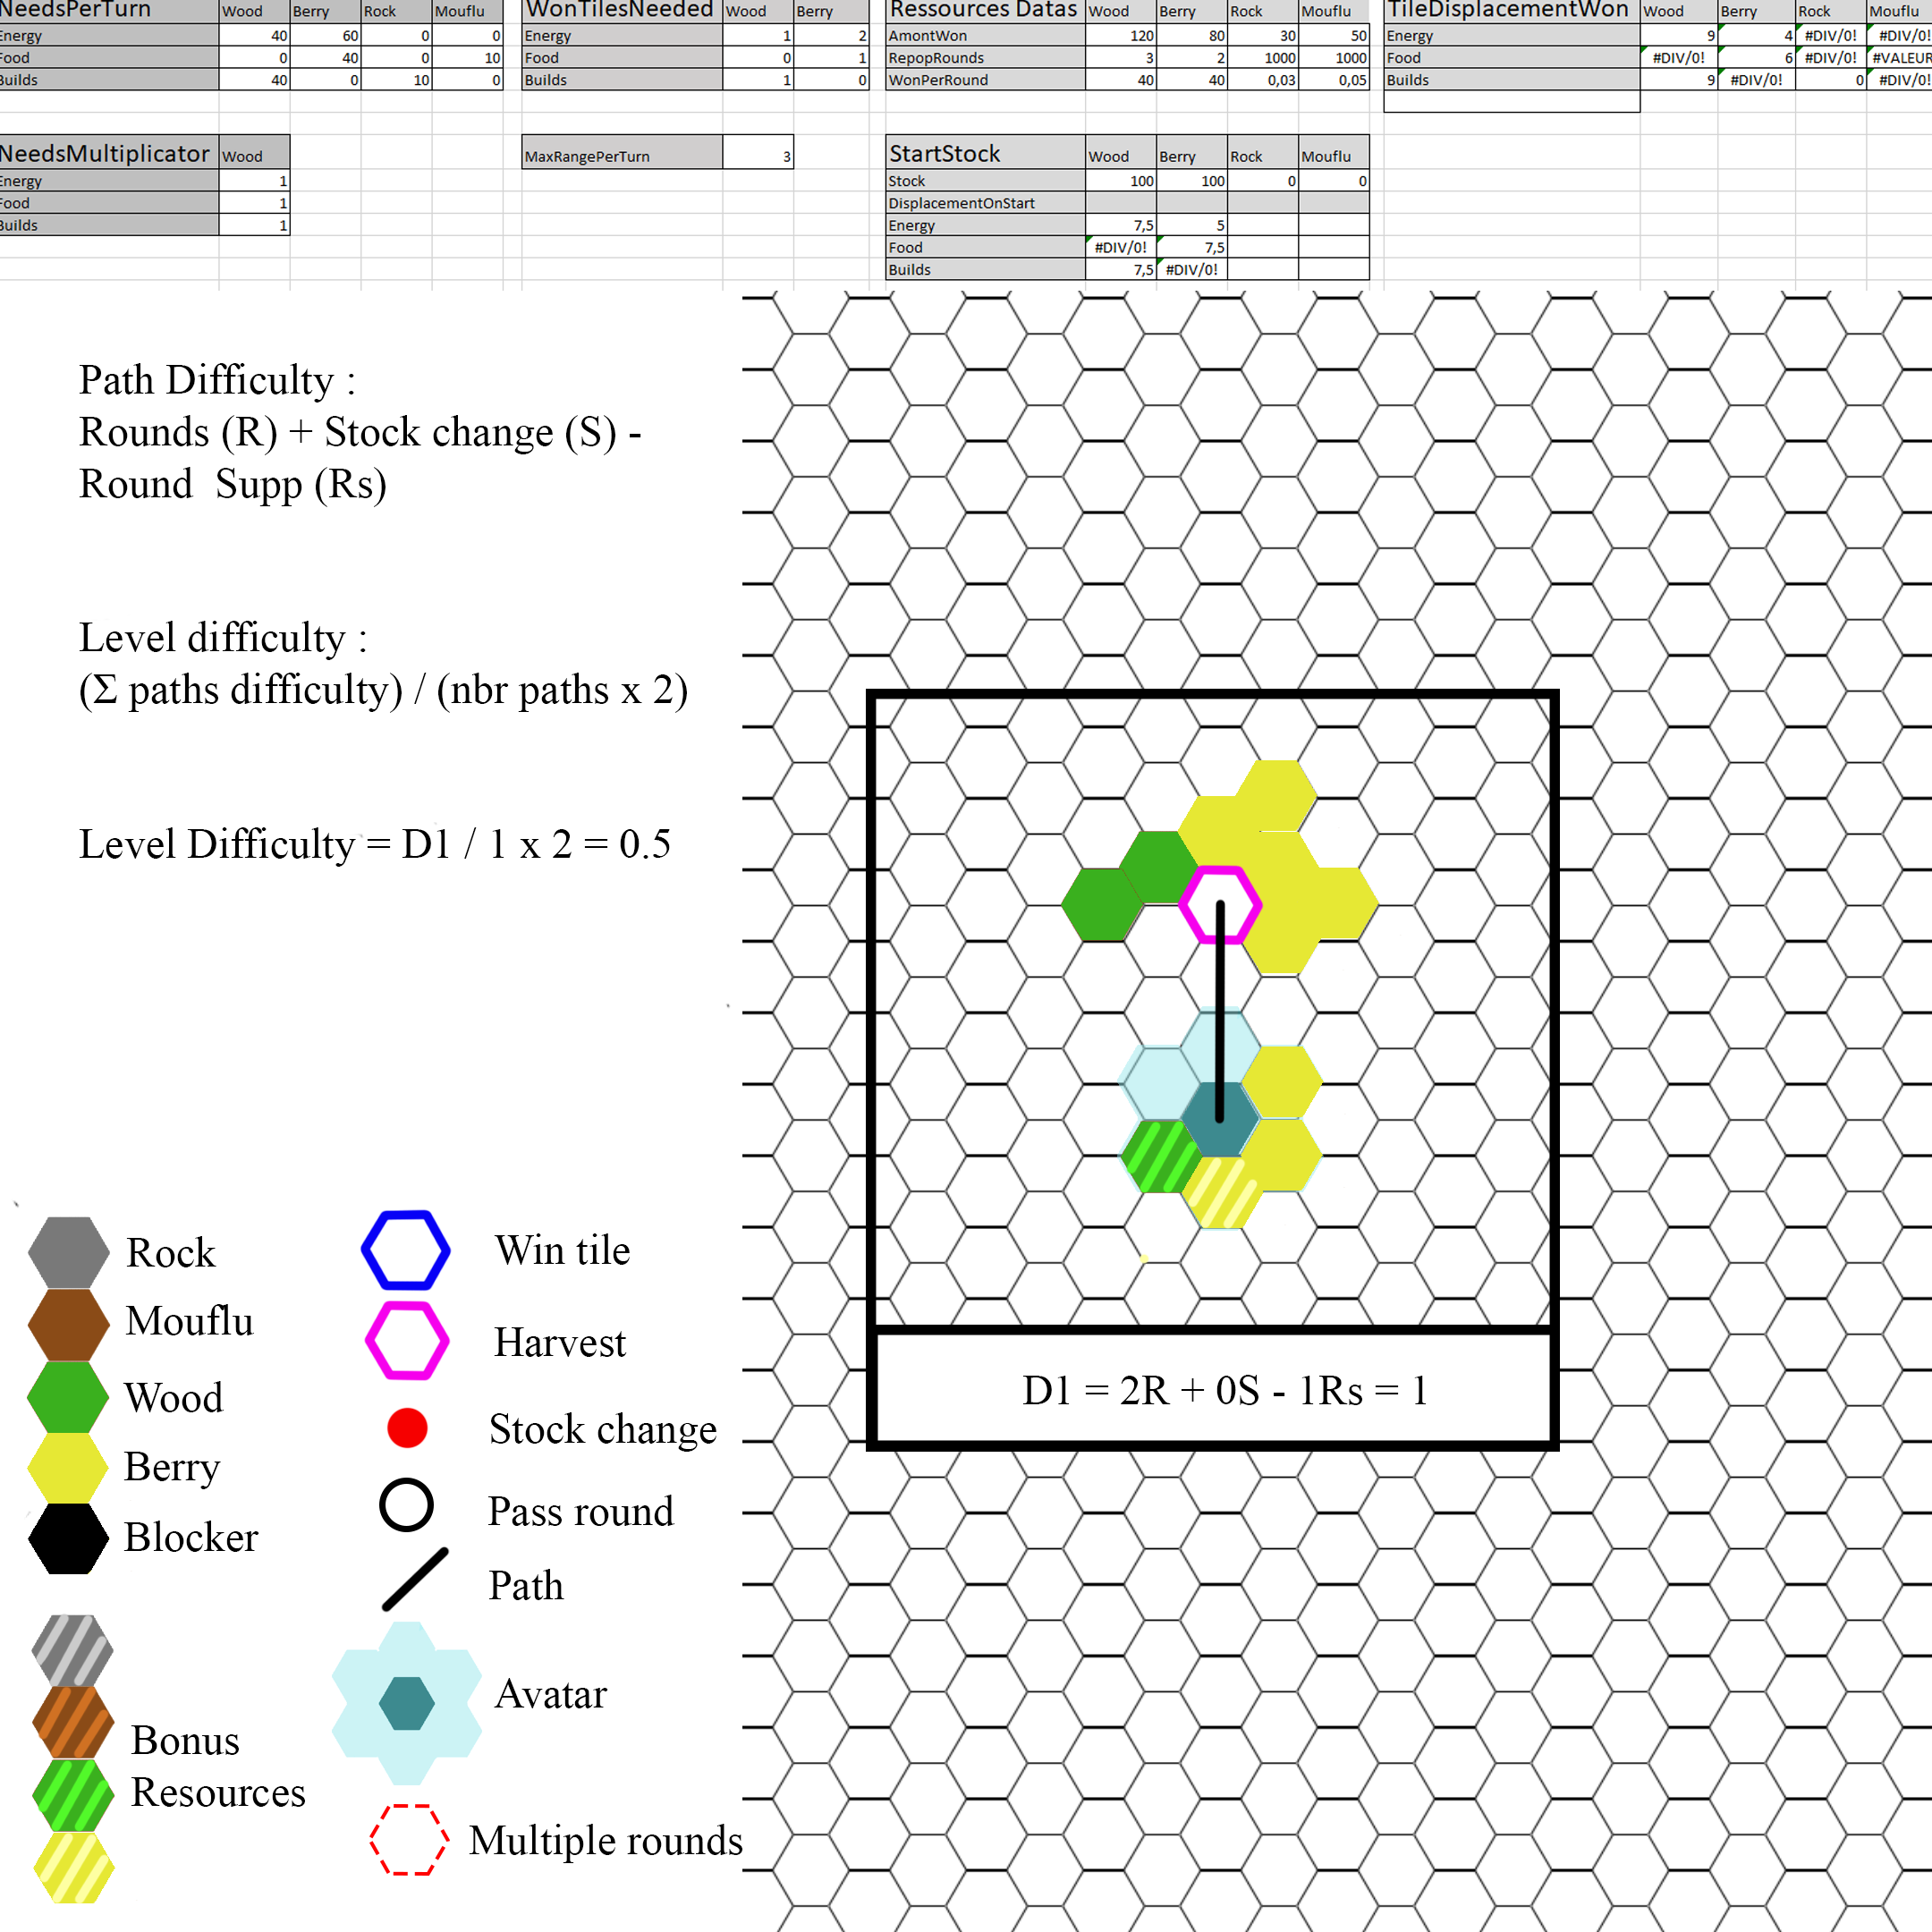 NeedsPerTurn Wood Berry Rock Mouflu
Energy 40 60 0 0
Food 0 40 0 10
Builds 40 0 10 0
WonTilesNeeded Wood Berry
Energy 1 2
Food 0 1
Builds 1 0
Ressources Datas Wood Berry Rock Mouflu
AmontWon 120 80 30 50
RepopRounds 3 2 1000 1000
WonPerRound 40 40 0,03 0,05
TileDisplacementWon Wood Berry Rock Mouflu
Energy 9 4 #DIV/0! #DIV/0!
Food #DIV/0! 6 #DIV/0! #VALEUR
Builds 9 #DIV/0! 0 #DIV/0!
NeedsMultiplicator Wood
Energy 1
Food 1
Builds 1
MaxRangePerTurn 3
StartStock Wood Berry Rock Mouflu
Stock 100 100 0 0
DisplacementOnStart
Energy 7,5 5
Food #DIV/0! 7,5
Builds 7,5 #DIV/0!
Path Difficulty :
Rounds (R) + Stock change (S) -
Round Supp (Rs)
Level difficulty :
(Σ paths difficulty) / (nbr paths x 2)
Level Difficulty = D1 / 1 x 2 = 0.5
D1 = 2R + 0S - 1Rs = 1
Rock
Mouflu
Wood
Berry
Blocker
Bonus
Resources
Win tile
Harvest
Stock change
Pass round
Path
Avatar
Multiple rounds